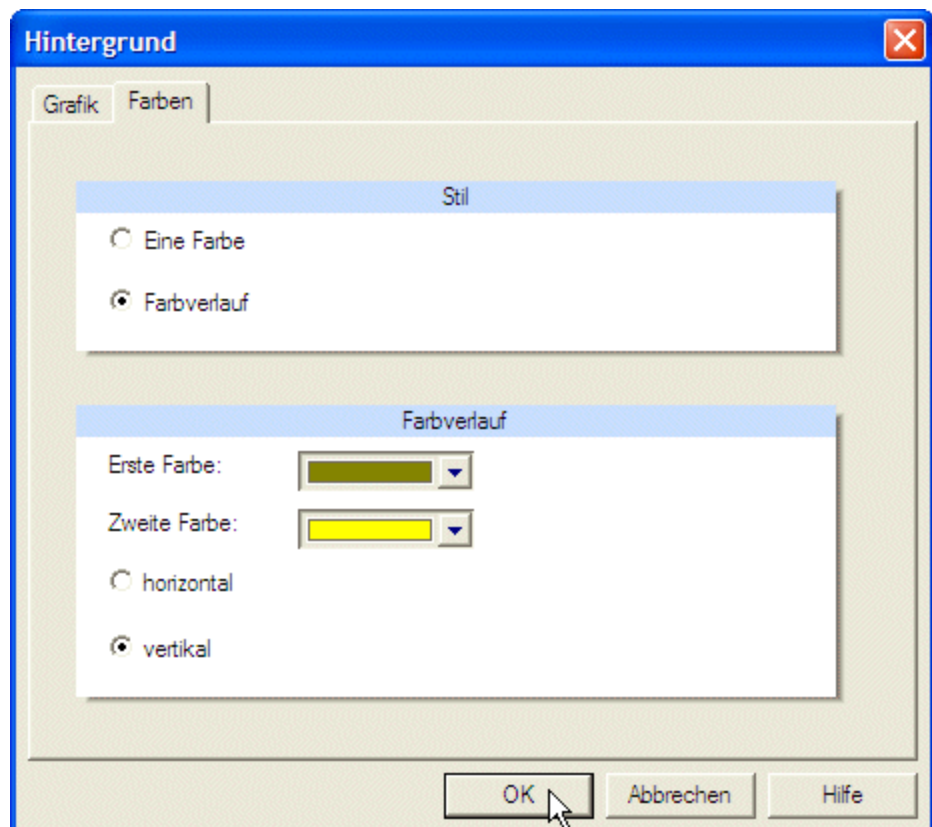 Hintergrund
Grafik Farben
Stil
Eine Farbe
Farbverlauf
Farbverlauf
Erste Farbe:
Zweite Farbe:
horizontal
vertikal
OK Abbrechen Hilfe